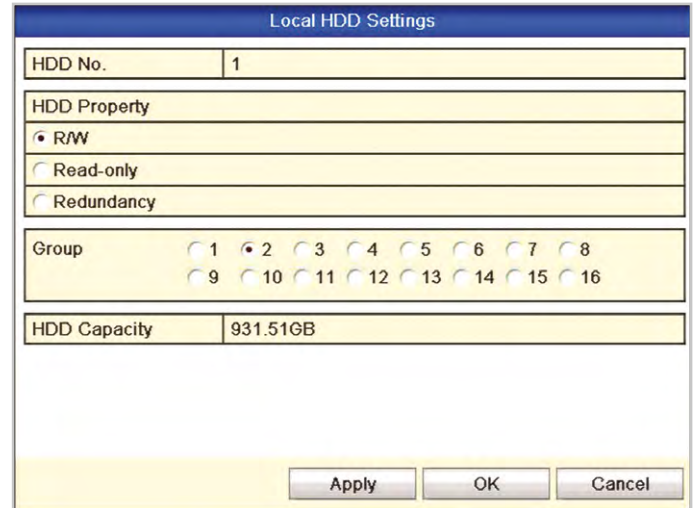 Local HDD Settings
HDD No. 1
HDD Property
R/W
Read-only
Redundancy
Group 1 2 3 4 5 6 7 8
9 10 11 12 13 14 15 16
HDD Capacity 931.51GB
Apply OK Cancel